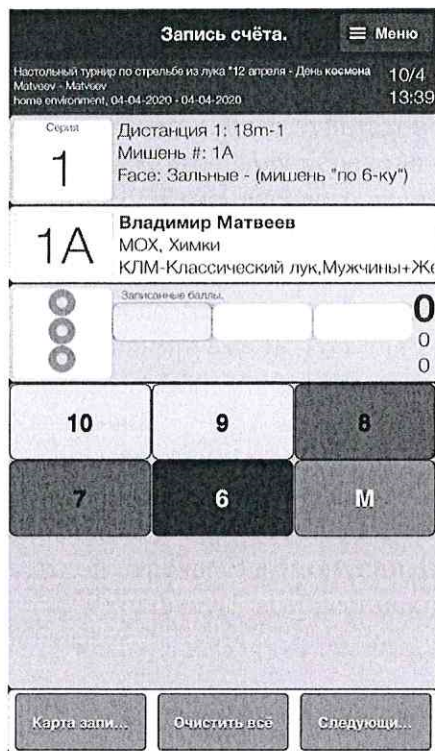 Запись счёта.
Меню
Настольный турнир по стрельбе из лука "12 апреля - День космона
10/4
Matveev - Matveev
home environment, 04-04-2020 - 04-04-2020
13:39
Серия
1
Дистанция 1: 18m-1
Мишень #: 1A
Face: Зальные - (мишень "по 6-ку")
1A
Владимир Матвеев
МОХ, Химки
КЛМ-Классический лук,Мужчины+Же
Записанные баллы.
0
0
0
10
9
8
7
6
M
Карта запи...
Очистить всё
Следующи...